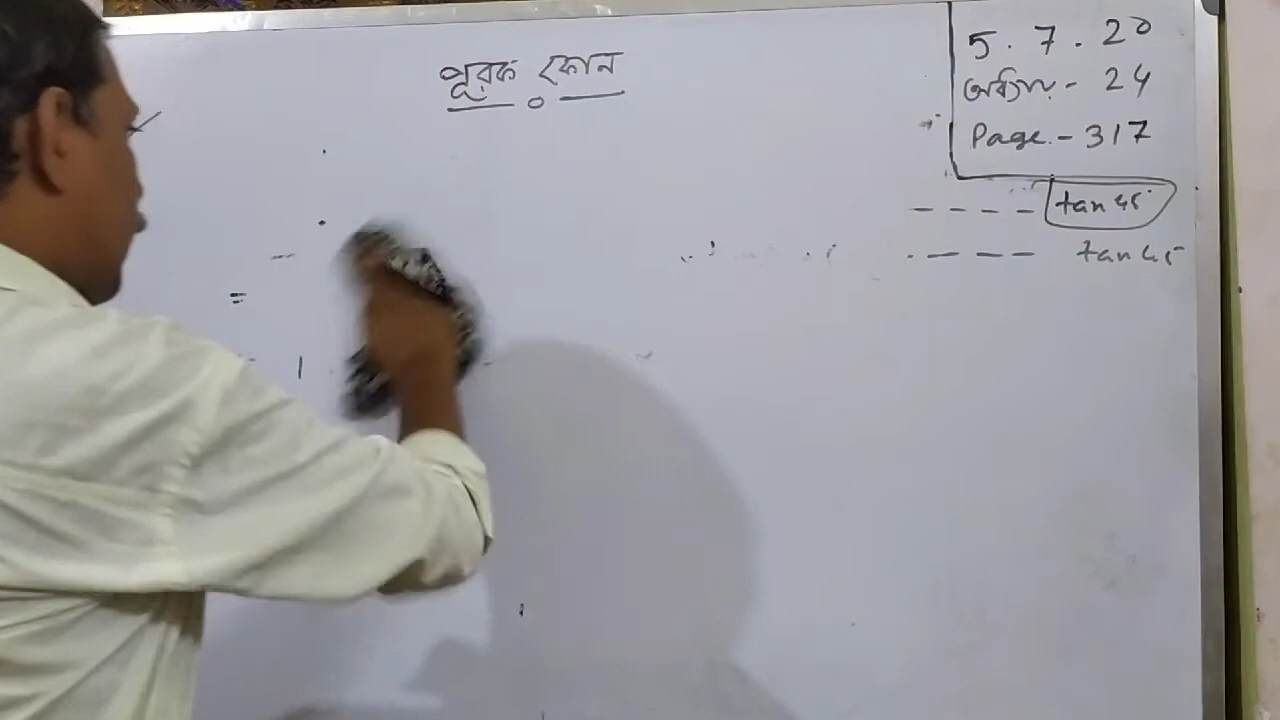 পূরক কোন
5.7.20
অধ্যায় - 24
Page - 317
- - - - tan 45°
- - - - tan 45
=